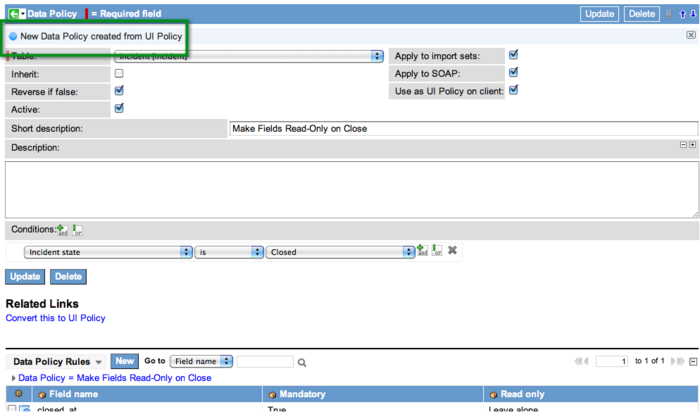 Data Policy = Required field Update Delete
New Data Policy created from UI Policy
Table: Incident [incident] Apply to import sets:
Inherit: Apply to SOAP:
Reverse if false: Use as UI Policy on client:
Active:
Short description: Make Fields Read-Only on Close
Description:
Conditions: and or
Incident state is Closed and or
Update Delete
Related Links
Convert this to UI Policy
Data Policy Rules New Go to Field name 1 to 1 of 1
Data Policy = Make Fields Read-Only on Close
Field name Mandatory Read only
closed_at True Leave alone